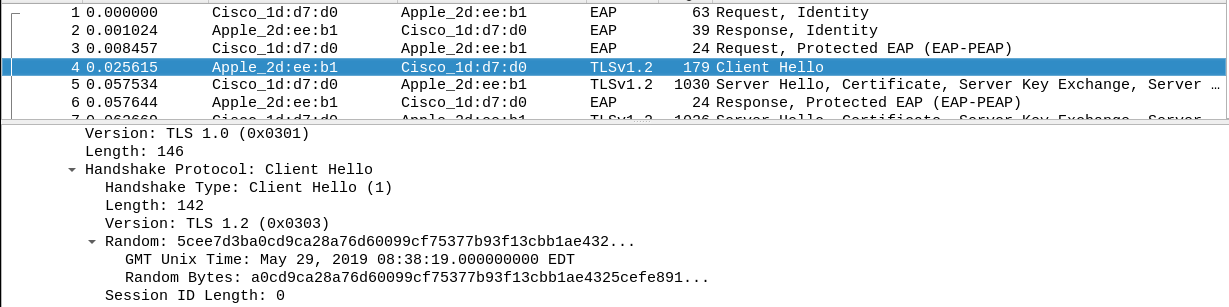 1 0.000000 Cisco_1d:d7:d0 Apple_2d:ee:b1 EAP 63 Request, Identity
2 0.001024 Apple_2d:ee:b1 Cisco_1d:d7:d0 EAP 39 Response, Identity
3 0.008457 Cisco_1d:d7:d0 Apple_2d:ee:b1 EAP 24 Request, Protected EAP (EAP-PEAP)
4 0.025615 Apple_2d:ee:b1 Cisco_1d:d7:d0 TLSv1.2 179 Client Hello
5 0.057534 Cisco_1d:d7:d0 Apple_2d:ee:b1 TLSv1.2 1030 Server Hello, Certificate, Server Key Exchange, Server …
6 0.057644 Apple_2d:ee:b1 Cisco_1d:d7:d0 EAP 24 Response, Protected EAP (EAP-PEAP)
Version: TLS 1.0 (0x0301)
Length: 146
Handshake Protocol: Client Hello
Handshake Type: Client Hello (1)
Length: 142
Version: TLS 1.2 (0x0303)
Random: 5cee7d3ba0cd9ca28a76d60099cf75377b93f13cbb1ae432...
GMT Unix Time: May 29, 2019 08:38:19.000000000 EDT
Random Bytes: a0cd9ca28a76d60099cf75377b93f13cbb1ae4325cefe891...
Session ID Length: 0